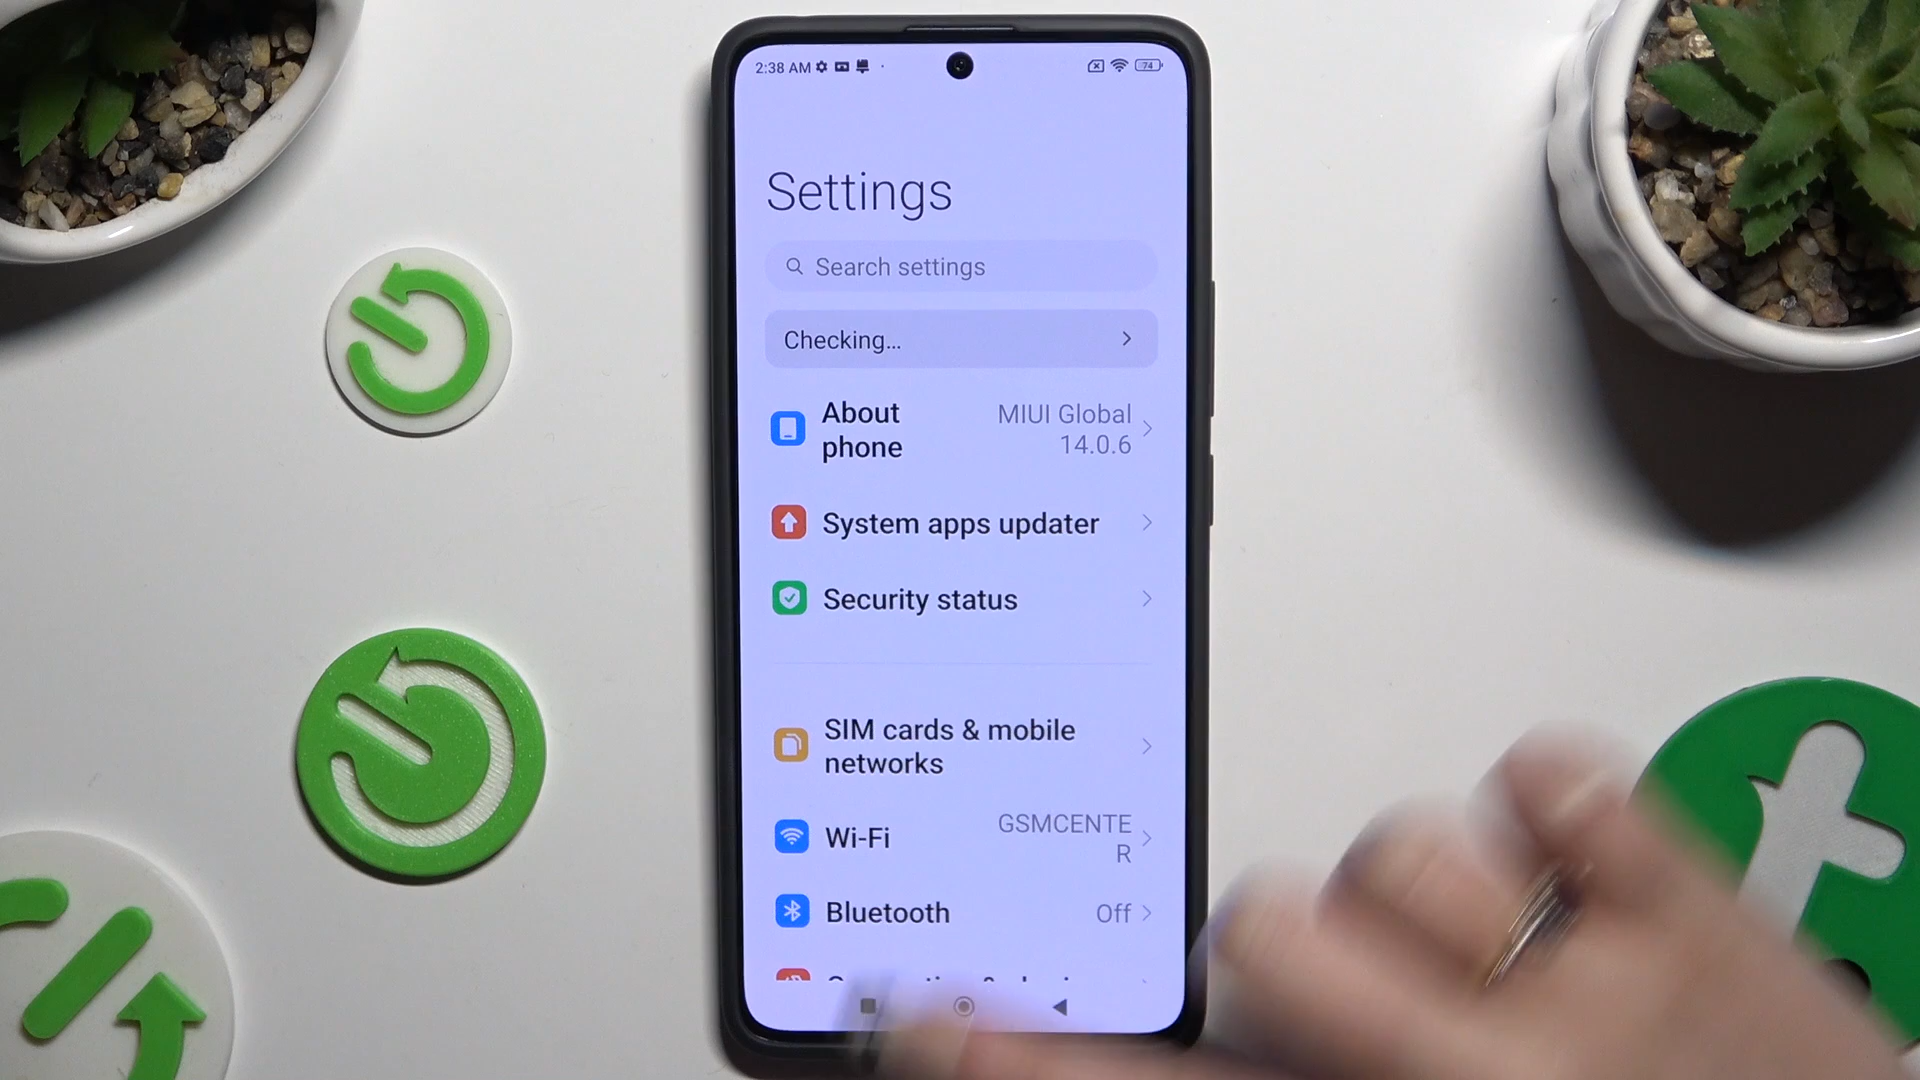 2:38 AM
74
Settings
Search settings
Checking...
About
phone
MIUI Global
14.0.6
System apps updater
Security status
SIM cards & mobile
networks
Wi-Fi
GSMCENTE
R
Bluetooth
Off